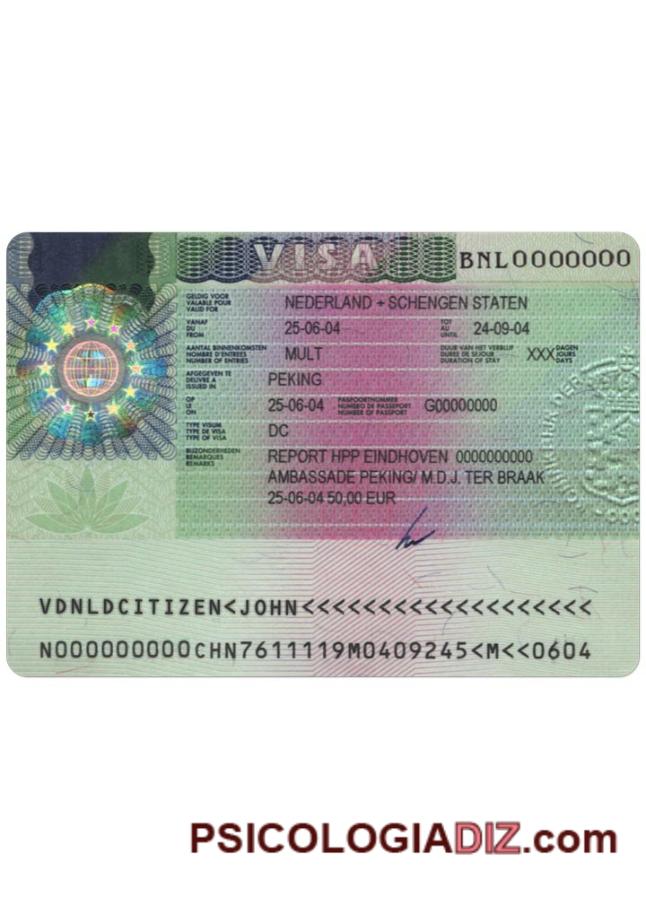 VISA
BNL0000000
GELDIG VOOR
VALABLE POUR
VALID FOR
NEDERLAND + SCHENGEN STATEN
VANAF
DU
FROM
25-06-04
TOT
AU
UNTIL
24-09-04
AANTAL BINNENKOMSTEN
NOMBRE D'ENTREES
NUMBER OF ENTRIES
MULT
DUUR VAN HET VERBLIJF
DUREE DE SEJOUR
DURATION OF STAY
XXX
DAGEN
JOURS
DAYS
AFGEGEVEN TE
DELIVRE A
ISSUED IN
PEKING
OP
LE
ON
25-06-04
PASPOORTNUMMER
NUMERO DE PASSEPORT
NUMBER OF PASSPORT
G00000000
TYPE VISUM
TYPE DE VISA
TYPE OF VISA
DC
BIJZONDERHEDEN
REMARQUES
REMARKS
REPORT HPP EINDHOVEN 0000000000
AMBASSADE PEKING/ M.D.J. TER BRAAK
25-06-04 50,00 EUR
VDNLDCITIZEN<JOHN<<<<<<<<<<<<<<<<<<<
N000000000CHN7611119M0409245<M<<0604
PSICOLOGIADIZ.com